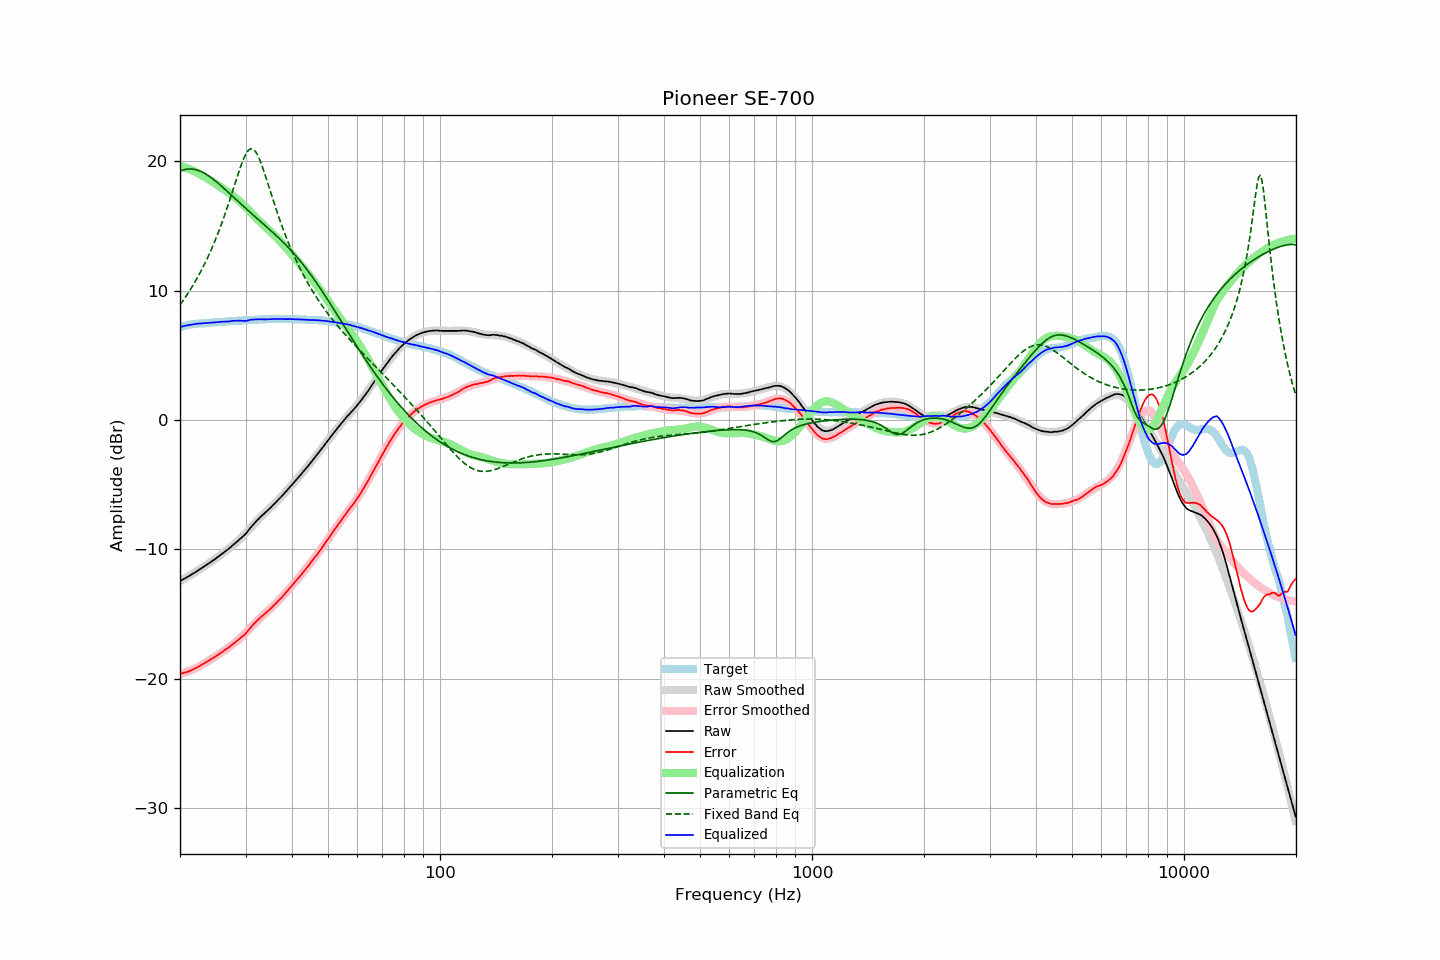 Pioneer SE-700
20
10
0
−10
−20
−30
Amplitude (dBr)
Target
Raw Smoothed
Error Smoothed
Raw
Error
Equalization
Parametric Eq
Fixed Band Eq
Equalized
100 1000 10000
Frequency (Hz)